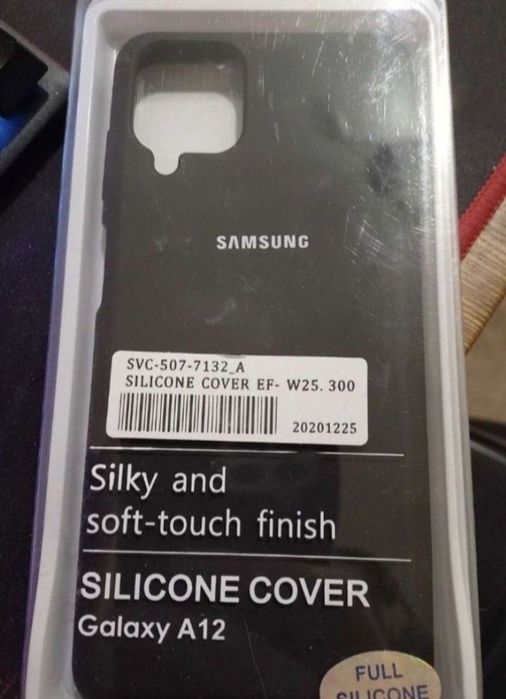 SAMSUNG
SVC-507-7132_A
SILICONE COVER EF- W25. 300
20201225
Silky and
soft-touch finish
SILICONE COVER
Galaxy A12
FULL
SILICONE